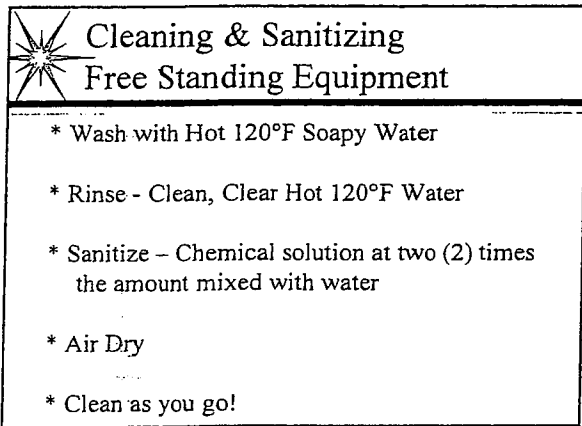 Cleaning & Sanitizing
Free Standing Equipment
* Wash with Hot 120°F Soapy Water
* Rinse - Clean, Clear Hot 120°F Water
* Sanitize – Chemical solution at two (2) times
the amount mixed with water
* Air Dry
* Clean as you go!